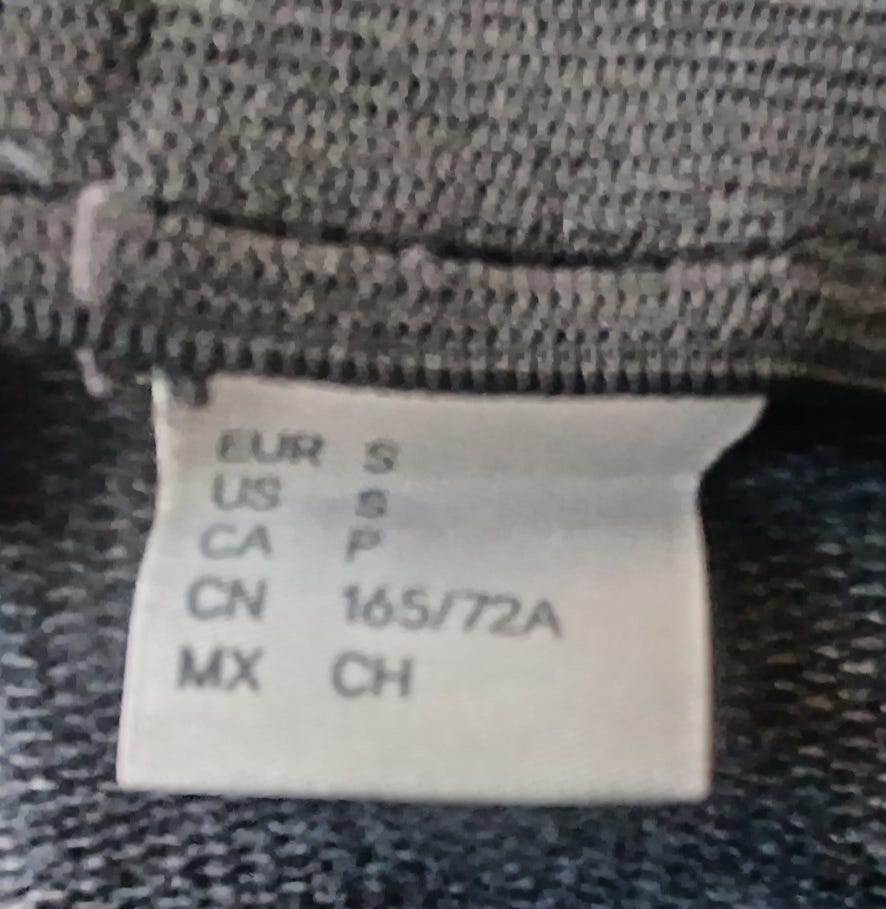 EUR S
US S
CA P
CN 165/72A
MX CH